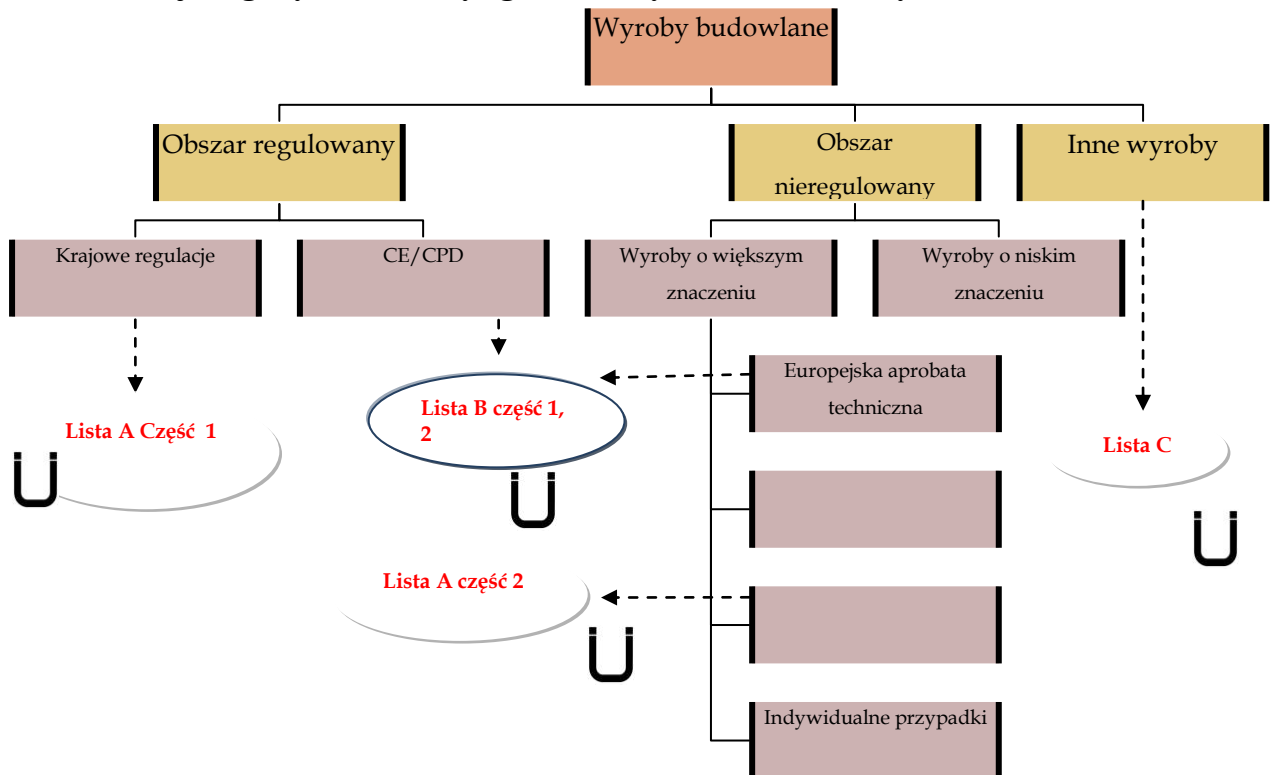 Wyroby budowlane
Obszar regulowany
Obszar
nieregulowany
Inne wyroby
Krajowe regulacje
CE/CPD
Wyroby o większym
znaczeniu
Wyroby o niskim
znaczeniu
Europejska aprobata
techniczna
Lista B część 1,
2
Lista A Część 1
Lista C
Lista A część 2
Indywidualne przypadki